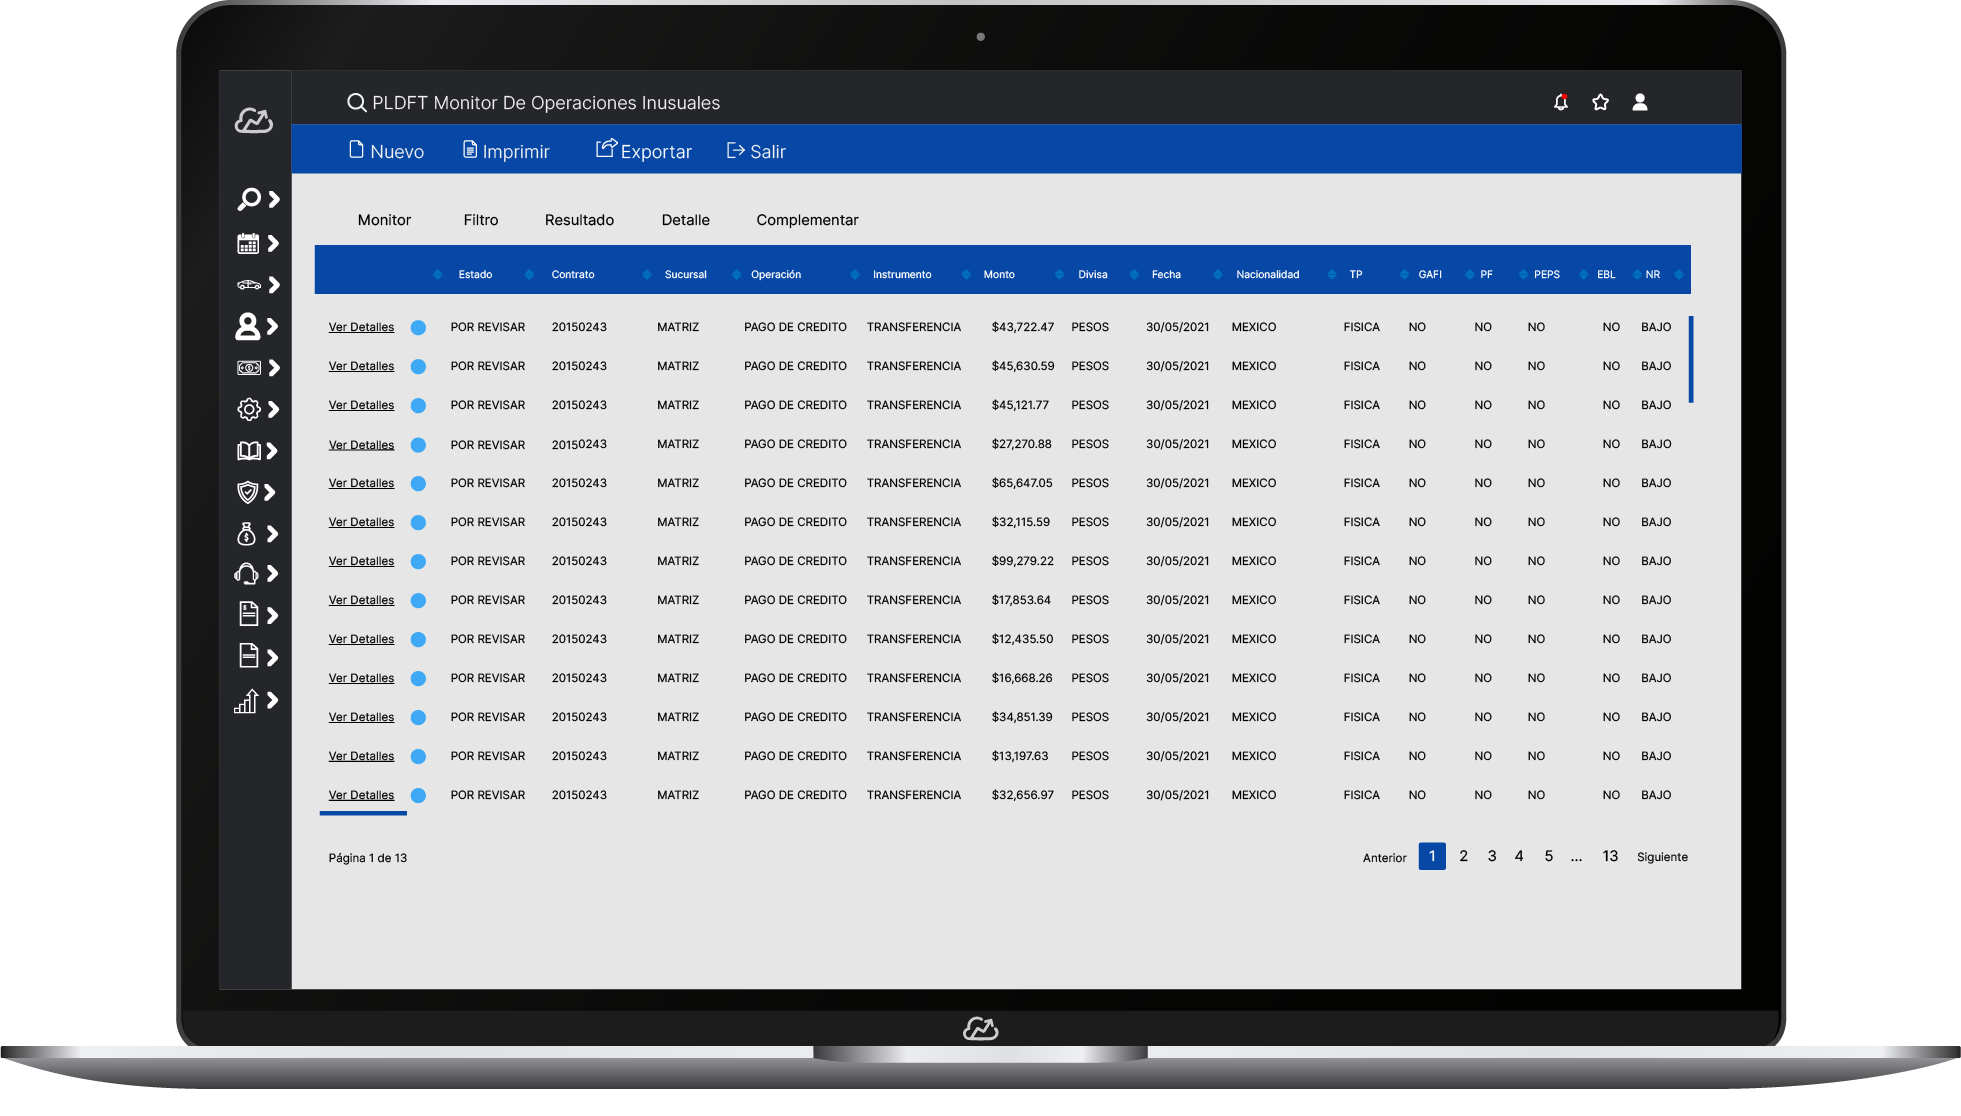 PLDFT Monitor De Operaciones Inusuales
Nuevo Imprimir Exportar Salir
Monitor Filtro Resultado Detalle Complementar
Estado Contrato Sucursal Operación Instrumento Monto Divisa Fecha Nacionalidad TP GAFI PF PEPS EBL NR
Ver Detalles POR REVISAR 20150243 MATRIZ PAGO DE CREDITO TRANSFERENCIA $43,722.47 PESOS 30/05/2021 MEXICO FISICA NO NO NO NO BAJO
Ver Detalles POR REVISAR 20150243 MATRIZ PAGO DE CREDITO TRANSFERENCIA $45,630.59 PESOS 30/05/2021 MEXICO FISICA NO NO NO NO BAJO
Ver Detalles POR REVISAR 20150243 MATRIZ PAGO DE CREDITO TRANSFERENCIA $45,121.77 PESOS 30/05/2021 MEXICO FISICA NO NO NO NO BAJO
Ver Detalles POR REVISAR 20150243 MATRIZ PAGO DE CREDITO TRANSFERENCIA $27,270.88 PESOS 30/05/2021 MEXICO FISICA NO NO NO NO BAJO
Ver Detalles POR REVISAR 20150243 MATRIZ PAGO DE CREDITO TRANSFERENCIA $65,647.05 PESOS 30/05/2021 MEXICO FISICA NO NO NO NO BAJO
Ver Detalles POR REVISAR 20150243 MATRIZ PAGO DE CREDITO TRANSFERENCIA $32,115.59 PESOS 30/05/2021 MEXICO FISICA NO NO NO NO BAJO
Ver Detalles POR REVISAR 20150243 MATRIZ PAGO DE CREDITO TRANSFERENCIA $99,279.22 PESOS 30/05/2021 MEXICO FISICA NO NO NO NO BAJO
Ver Detalles POR REVISAR 20150243 MATRIZ PAGO DE CREDITO TRANSFERENCIA $17,853.64 PESOS 30/05/2021 MEXICO FISICA NO NO NO NO BAJO
Ver Detalles POR REVISAR 20150243 MATRIZ PAGO DE CREDITO TRANSFERENCIA $12,435.50 PESOS 30/05/2021 MEXICO FISICA NO NO NO NO BAJO
Ver Detalles POR REVISAR 20150243 MATRIZ PAGO DE CREDITO TRANSFERENCIA $16,668.26 PESOS 30/05/2021 MEXICO FISICA NO NO NO NO BAJO
Ver Detalles POR REVISAR 20150243 MATRIZ PAGO DE CREDITO TRANSFERENCIA $34,851.39 PESOS 30/05/2021 MEXICO FISICA NO NO NO NO BAJO
Ver Detalles POR REVISAR 20150243 MATRIZ PAGO DE CREDITO TRANSFERENCIA $13,197.63 PESOS 30/05/2021 MEXICO FISICA NO NO NO NO BAJO
Ver Detalles POR REVISAR 20150243 MATRIZ PAGO DE CREDITO TRANSFERENCIA $32,656.97 PESOS 30/05/2021 MEXICO FISICA NO NO NO NO BAJO
Página 1 de 13 Anterior 1 2 3 4 5 ... 13 Siguiente